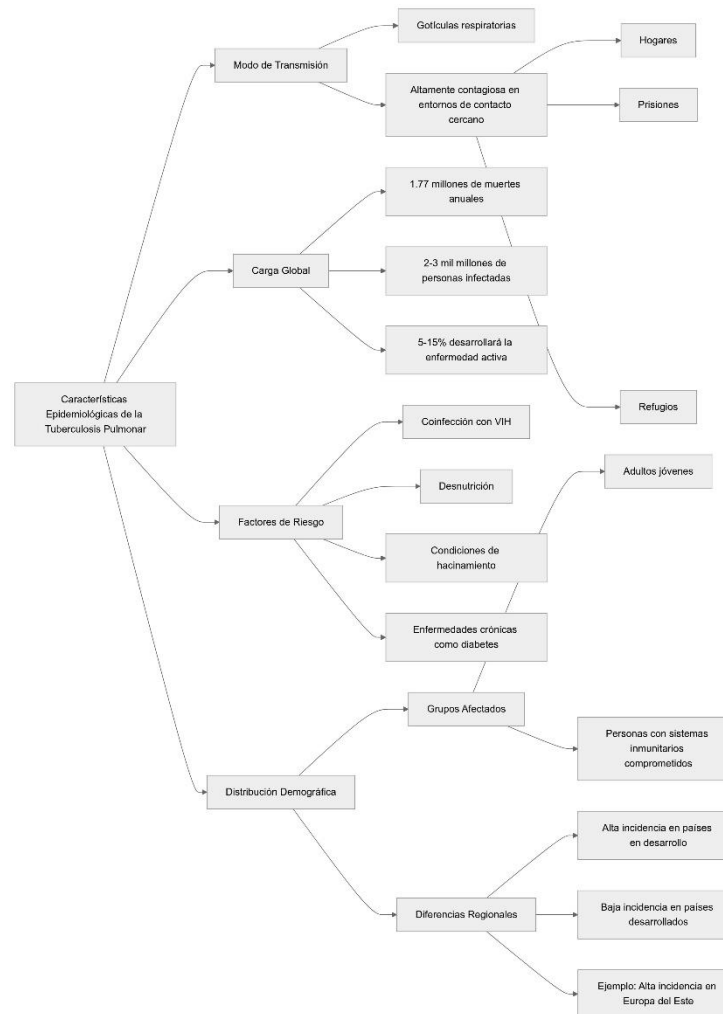 Características
Epidemiológicas de la
Tuberculosis Pulmonar
Modo de Transmisión
Gotículas respiratorias
Altamente contagiosa en
entornos de contacto
cercano
Hogares
Prisiones
Refugios
Carga Global
1.77 millones de muertes
anuales
2-3 mil millones de
personas infectadas
5-15% desarrollará la
enfermedad activa
Factores de Riesgo
Coinfección con VIH
Desnutrición
Condiciones de
hacinamiento
Enfermedades crónicas
como diabetes
Distribución Demográfica
Grupos Afectados
Adultos jóvenes
Personas con sistemas
inmunitarios
comprometidos
Diferencias Regionales
Alta incidencia en países
en desarrollo
Baja incidencia en países
desarrollados
Ejemplo: Alta incidencia en
Europa del Este